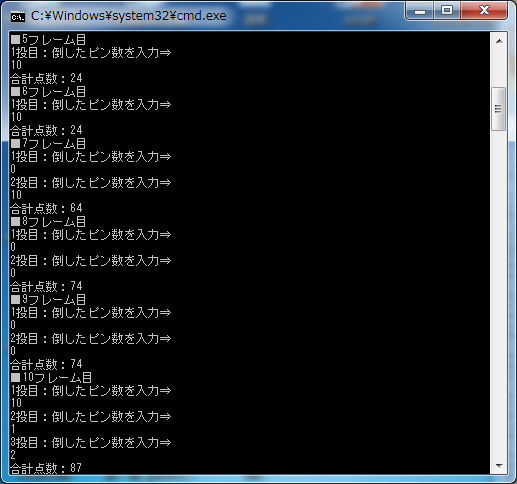 C:¥Windows¥system32¥cmd.exe
■5フレーム目
1投目：倒したピン数を入力⇒
10
合計点数：24
■6フレーム目
1投目：倒したピン数を入力⇒
10
合計点数：24
■7フレーム目
1投目：倒したピン数を入力⇒
0
2投目：倒したピン数を入力⇒
10
合計点数：64
■8フレーム目
1投目：倒したピン数を入力⇒
0
2投目：倒したピン数を入力⇒
0
合計点数：74
■9フレーム目
1投目：倒したピン数を入力⇒
0
2投目：倒したピン数を入力⇒
0
合計点数：74
■10フレーム目
1投目：倒したピン数を入力⇒
10
2投目：倒したピン数を入力⇒
1
3投目：倒したピン数を入力⇒
2
合計点数：87